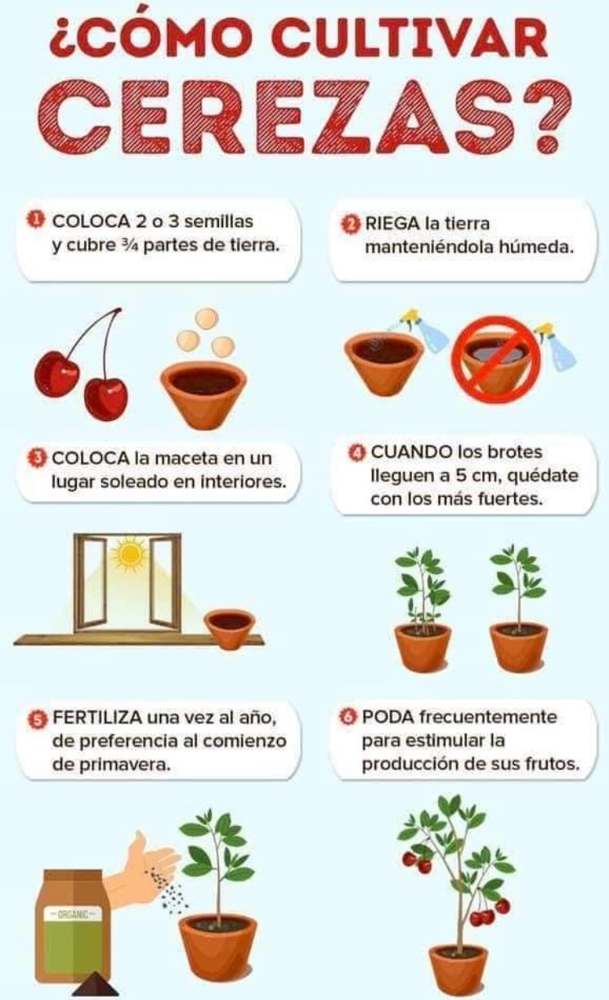 ¿CÓMO CULTIVAR
CEREZAS?
1 COLOCA 2 o 3 semillas
y cubre ¾ partes de tierra.
2 RIEGA la tierra
manteniéndola húmeda.
3 COLOCA la maceta en un
lugar soleado en interiores.
4 CUANDO los brotes
lleguen a 5 cm, quédate
con los más fuertes.
5 FERTILIZA una vez al año,
de preferencia al comienzo
de primavera.
6 PODA frecuentemente
para estimular la
producción de sus frutos.
- ORGANIC -